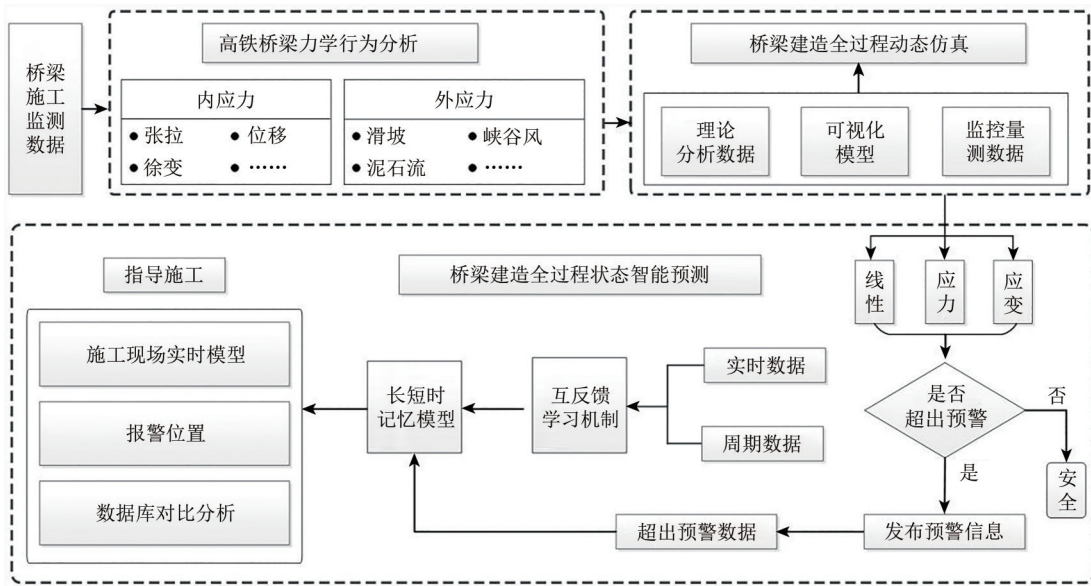 桥梁
施工
监测
数据
高铁桥梁力学行为分析
内应力
● 张拉
● 位移
● 徐变
● ……
外应力
● 滑坡
● 峡谷风
● 泥石流
● ……
桥梁建造全过程动态仿真
理论
分析数据
可视化
模型
监控量
测数据
指导施工
施工现场实时模型
报警位置
数据库对比分析
桥梁建造全过程状态智能预测
长短时
记忆模型
互反馈
学习机制
实时数据
周期数据
线
性
应
力
应
变
是否
超出预警
否
是
安
全
超出预警数据
发布预警信息